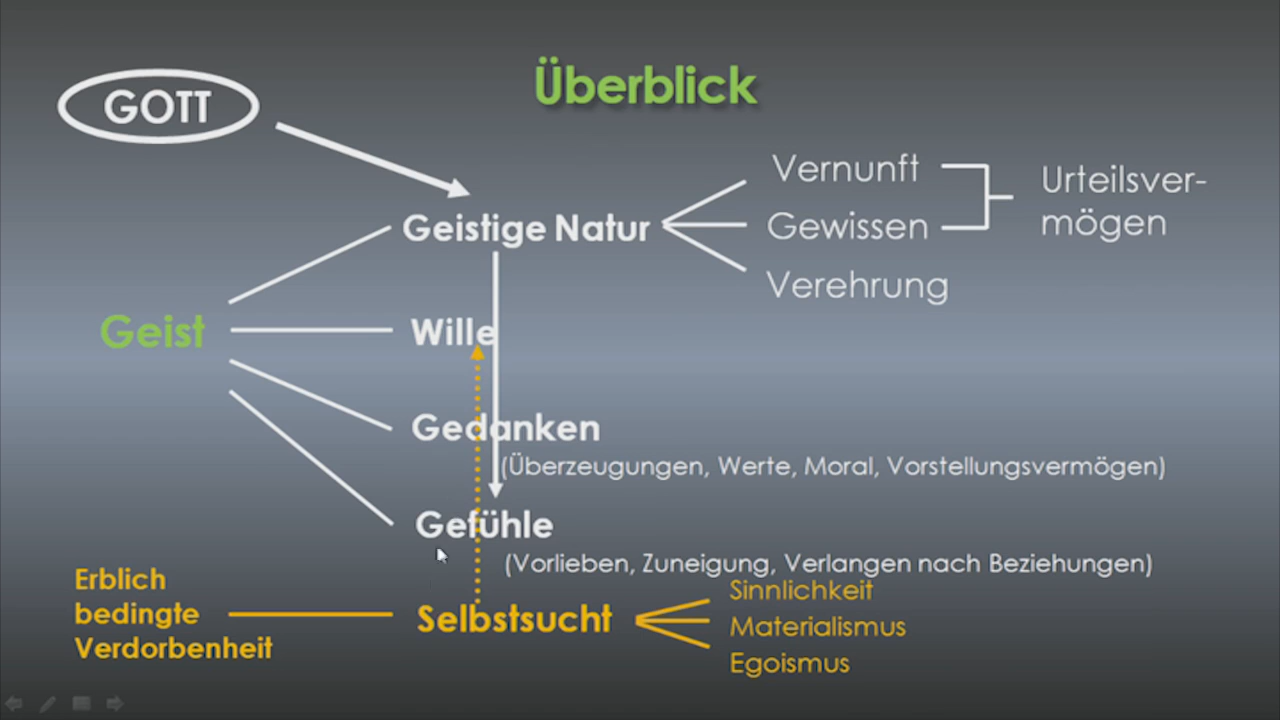 Überblick
GOTT
Vernunft
Urteilsver-
mögen
Geistige Natur
Gewissen
Verehrung
Geist
Wille
Gedanken
(Überzeugungen, Werte, Moral, Vorstellungsvermögen)
Gefühle
(Vorlieben, Zuneigung, Verlangen nach Beziehungen)
Erblich
bedingte
Verdorbenheit
Selbstsucht
Sinnlichkeit
Materialismus
Egoismus